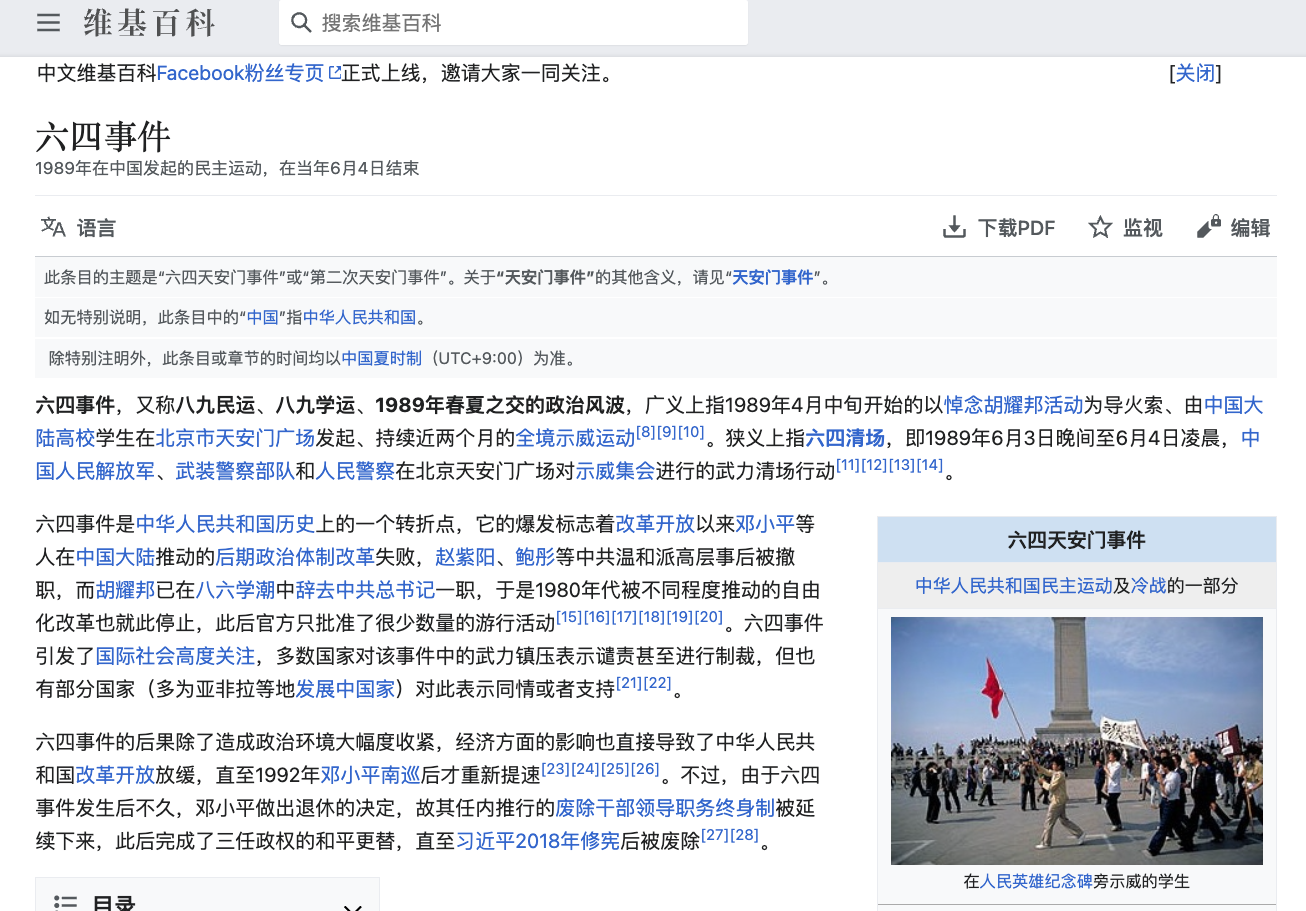 维基百科
搜索维基百科
中文维基百科Facebook粉丝专页正式上线，邀请大家一同关注。
[关闭]
六四事件
1989年在中国发起的民主运动，在当年6月4日结束
语言
下载PDF
监视
编辑
此条目的主题是“六四天安门事件”或“第二次天安门事件”。关于“天安门事件”的其他含义，请见“天安门事件”。
如无特别说明，此条目中的“中国”指中华人民共和国。
除特别注明外，此条目或章节的时间均以中国夏时制（UTC+9:00）为准。
六四事件，又称八九民运、八九学运、1989年春夏之交的政治风波，广义上指1989年4月中旬开始的以悼念胡耀邦活动为导火索、由中国大
陆高校学生在北京市天安门广场发起、持续近两个月的全境示威运动[8][9][10]。狭义上指六四清场，即1989年6月3日晚间至6月4日凌晨，中
国人民解放军、武装警察部队和人民警察在北京天安门广场对示威集会进行的武力清场行动[11][12][13][14]。
六四事件是中华人民共和国历史上的一个转折点，它的爆发标志着改革开放以来邓小平等
人在中国大陆推动的后期政治体制改革失败，赵紫阳、鲍彤等中共温和派高层事后被撤
职，而胡耀邦已在八六学潮中辞去中共总书记一职，于是1980年代被不同程度推动的自由
化改革也就此停止，此后官方只批准了很少数量的游行活动[15][16][17][18][19][20]。六四事件
引发了国际社会高度关注，多数国家对该事件中的武力镇压表示谴责甚至进行制裁，但也
有部分国家（多为亚非拉等地发展中国家）对此表示同情或者支持[21][22]。
六四事件的后果除了造成政治环境大幅度收紧，经济方面的影响也直接导致了中华人民共
和国改革开放放缓，直至1992年邓小平南巡后才重新提速[23][24][25][26]。不过，由于六四
事件发生后不久，邓小平做出退休的决定，故其任内推行的废除干部领导职务终身制被延
续下来，此后完成了三任政权的和平更替，直至习近平2018年修宪后被废除[27][28]。
六四天安门事件
中华人民共和国民主运动及冷战的一部分
在人民英雄纪念碑旁示威的学生
目录